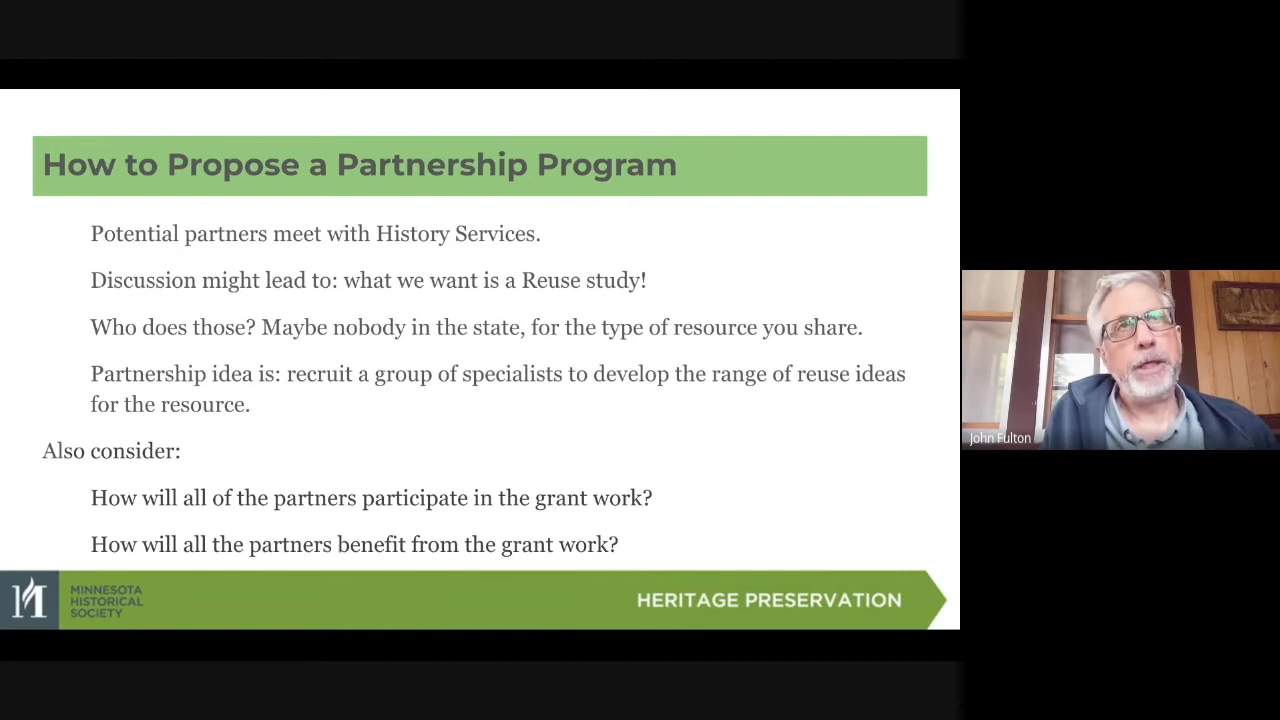 How to Propose a Partnership Program
Potential partners meet with History Services.
Discussion might lead to: what we want is a Reuse study!
Who does those? Maybe nobody in the state, for the type of resource you share.
Partnership idea is: recruit a group of specialists to develop the range of reuse ideas
for the resource.
Also consider:
How will all of the partners participate in the grant work?
How will all the partners benefit from the grant work?
MINNESOTA
HISTORICAL
SOCIETY
HERITAGE PRESERVATION
John Fulton